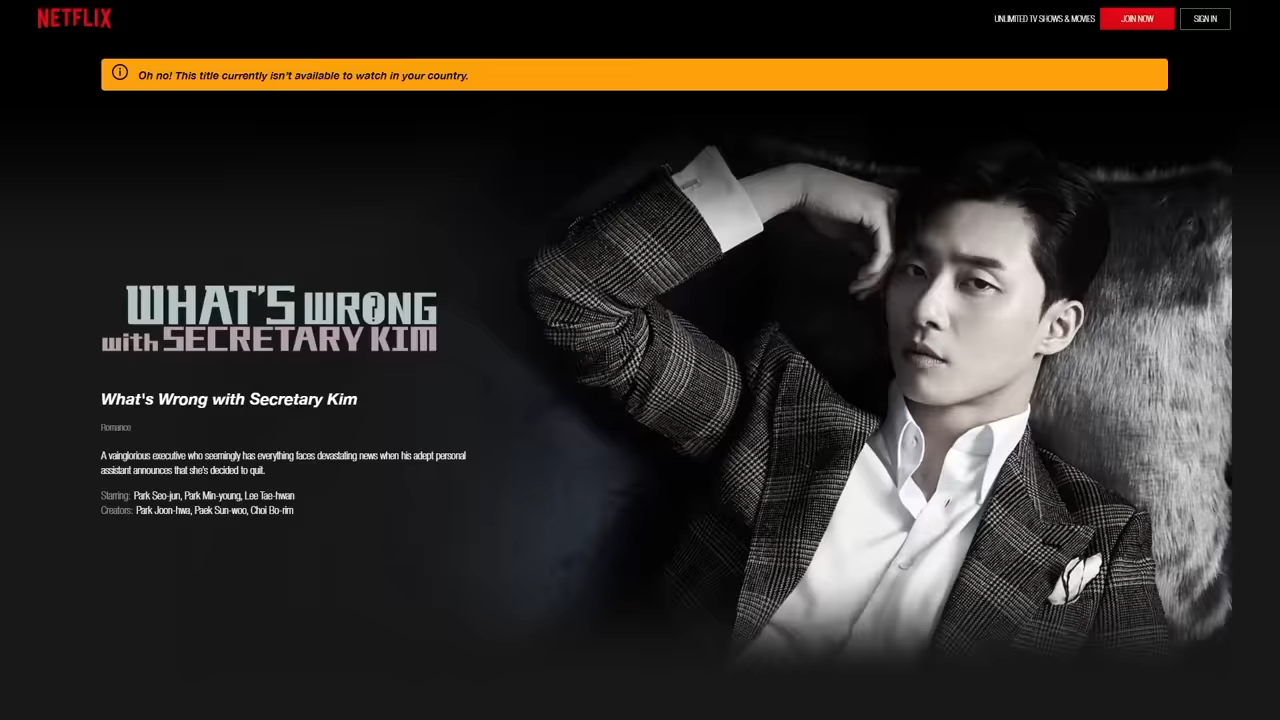 NETFLIX
UNLIMITED TV SHOWS & MOVIES JOIN NOW SIGN IN
Oh no! This title currently isn't available to watch in your country.
WHAT'S WRONG
with SECRETARY KIM
What's Wrong with Secretary Kim
Romance
A vainglorious executive who seemingly has everything faces devastating news when his adept personal
assistant announces that she's decided to quit.
Starring: Park Seo-jun, Park Min-young, Lee Tae-hwan
Creators: Park Joon-hwa, Paek Sun-woo, Choi Bo-rim